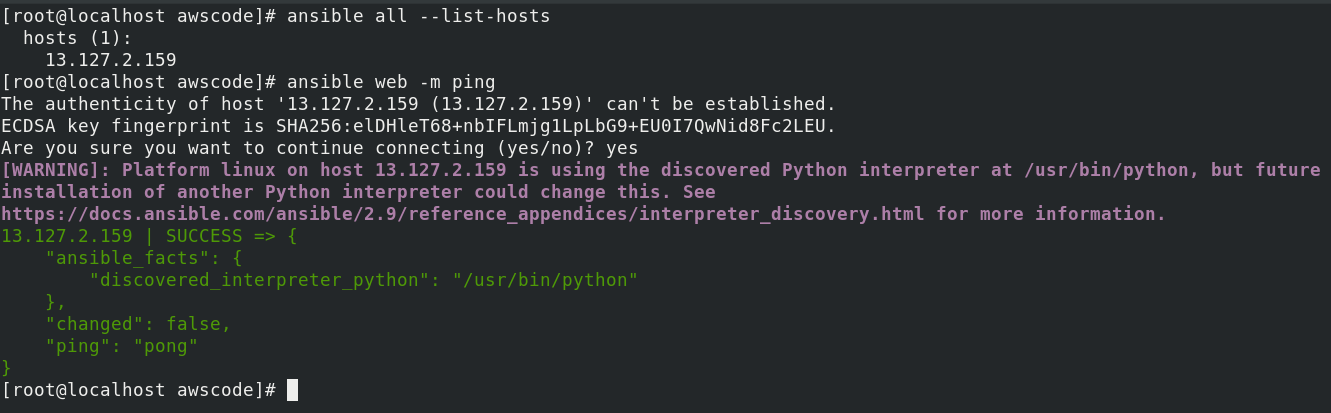 [root@localhost awscode]# ansible all --list-hosts
  hosts (1):
    13.127.2.159
[root@localhost awscode]# ansible web -m ping
The authenticity of host '13.127.2.159 (13.127.2.159)' can't be established.
ECDSA key fingerprint is SHA256:elDHleT68+nbIFLmjg1LpLbG9+EU0I7QwNid8Fc2LEU.
Are you sure you want to continue connecting (yes/no)? yes
[WARNING]: Platform linux on host 13.127.2.159 is using the discovered Python interpreter at /usr/bin/python, but future
installation of another Python interpreter could change this. See
https://docs.ansible.com/ansible/2.9/reference_appendices/interpreter_discovery.html for more information.
13.127.2.159 | SUCCESS => {
    "ansible_facts": {
        "discovered_interpreter_python": "/usr/bin/python"
    },
    "changed": false,
    "ping": "pong"
}
[root@localhost awscode]#